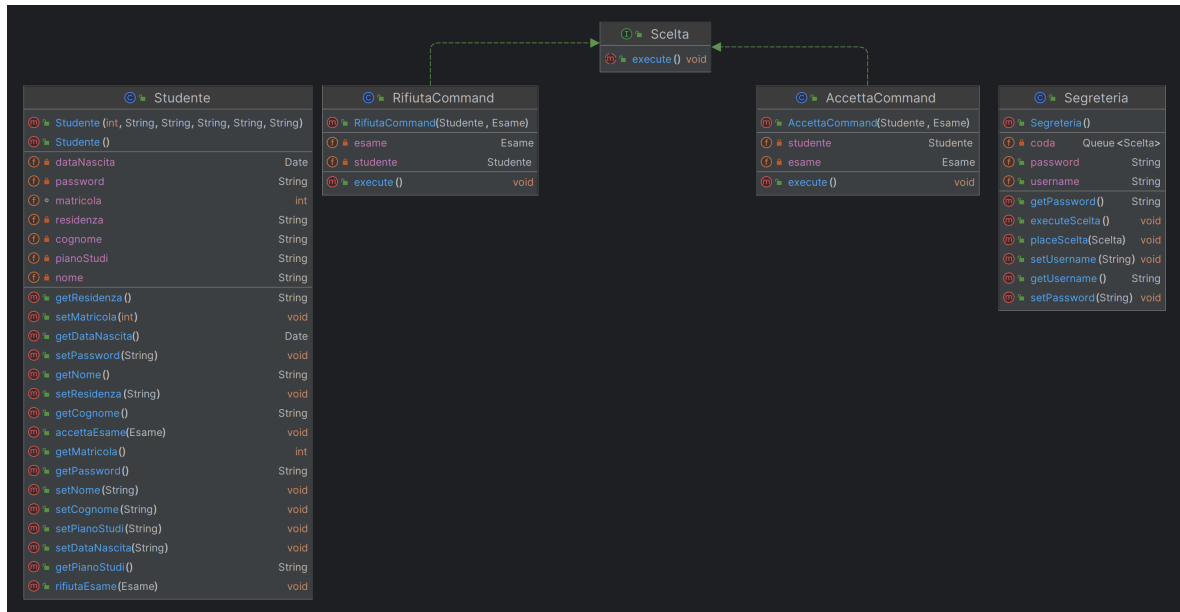 Scelta
execute() void
Studente
Studente(int, String, String, String, String, String)
Studente()
dataNascita Date
password String
matricola int
residenza String
cognome String
pianoStudi String
nome String
getResidenza() String
setMatricola(int) void
getDataNascita() Date
setPassword(String) void
getNome() String
setResidenza(String) void
getCognome() String
accettaEsame(Esame) void
getMatricola() int
getPassword() String
setNome(String) void
setCognome(String) void
setPianoStudi(String) void
setDataNascita(String) void
getPianoStudi() String
rifiutaEsame(Esame) void
RifiutaCommand
RifiutaCommand(Studente, Esame)
esame Esame
studente Studente
execute() void
AccettaCommand
AccettaCommand(Studente, Esame)
studente Studente
esame Esame
execute() void
Segreteria
Segreteria()
coda Queue<Scelta>
password String
username String
getPassword() String
executeScelta() void
placeScelta(Scelta) void
setUsername(String) void
getUsername() String
setPassword(String) void